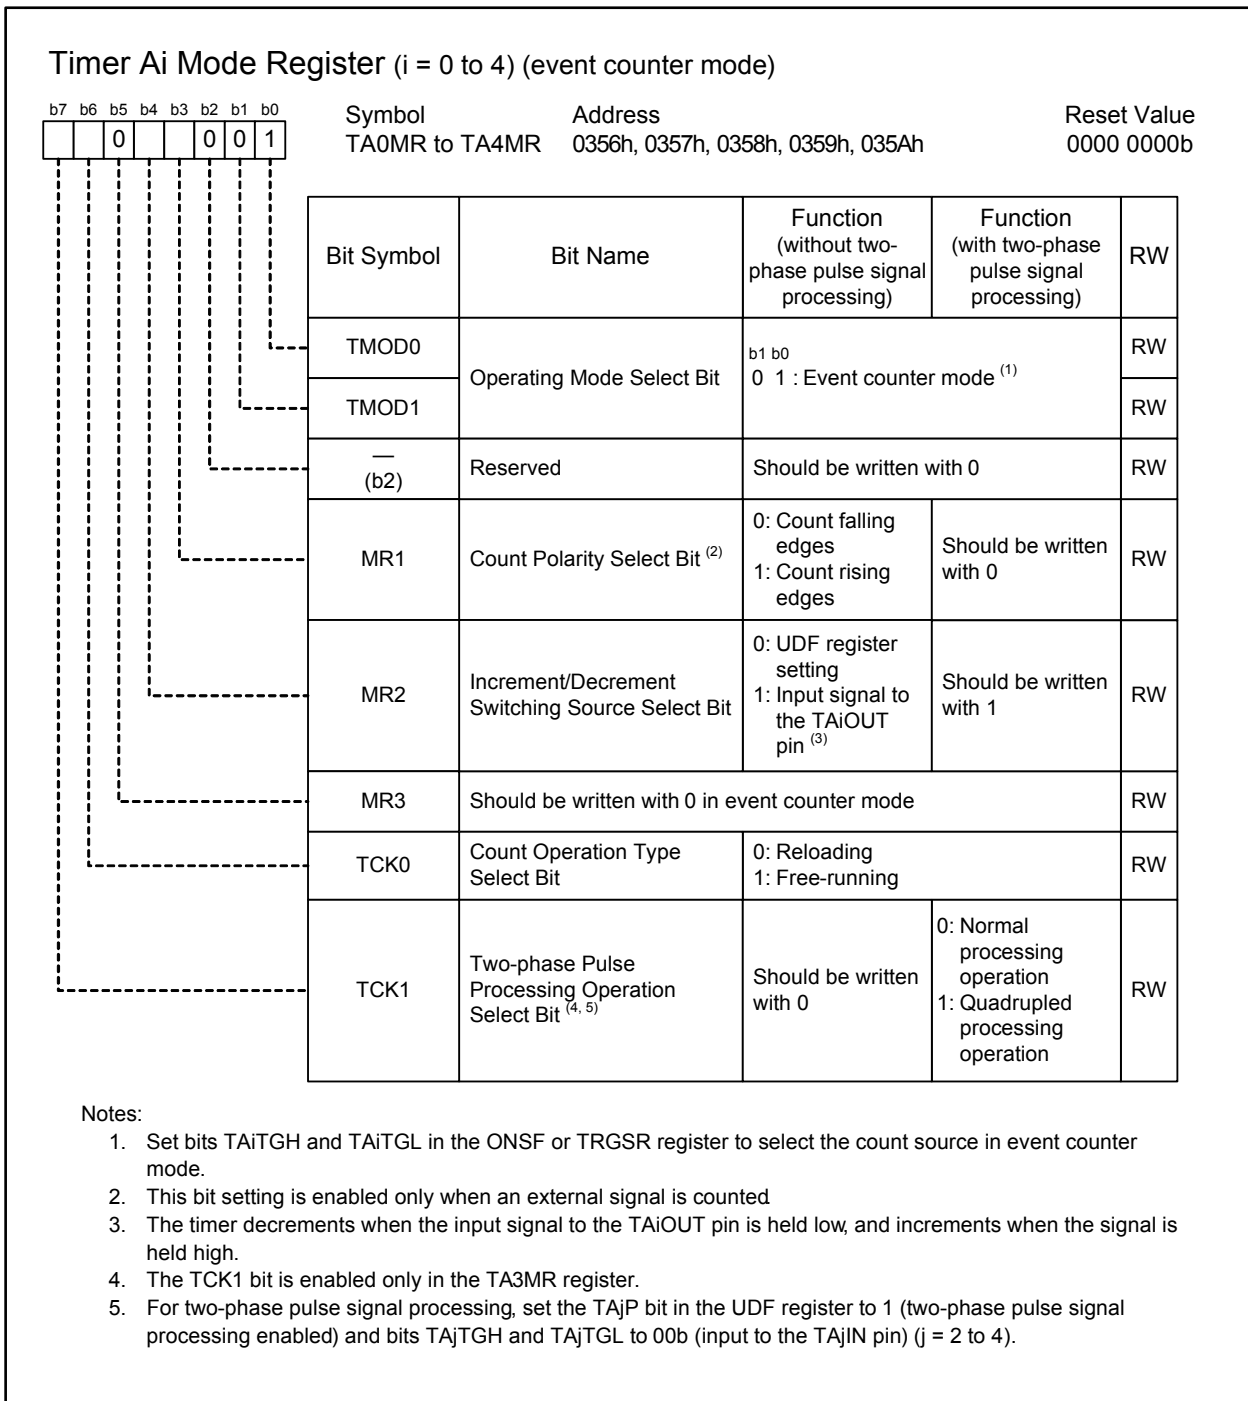 Timer Ai Mode Register (i = 0 to 4) (event counter mode)
b7 b6 b5 b4 b3 b2 b1 b0
0 0 0 1
Symbol Address Reset Value
TA0MR to TA4MR 0356h, 0357h, 0358h, 0359h, 035Ah 0000 0000b
Bit Symbol
Bit Name
Function
(without two-
phase pulse signal
processing)
Function
(with two-phase
pulse signal
processing)
RW
TMOD0
Operating Mode Select Bit
b1 b0
0 1 : Event counter mode (1)
RW
TMOD1
RW
—
(b2)
Reserved
Should be written with 0
RW
MR1
Count Polarity Select Bit (2)
0: Count falling
edges
1: Count rising
edges
Should be written
with 0
RW
MR2
Increment/Decrement
Switching Source Select Bit
0: UDF register
setting
1: Input signal to
the TAiOUT
pin (3)
Should be written
with 1
RW
MR3
Should be written with 0 in event counter mode
RW
TCK0
Count Operation Type
Select Bit
0: Reloading
1: Free-running
RW
TCK1
Two-phase Pulse
Processing Operation
Select Bit (4, 5)
Should be written
with 0
0: Normal
processing
operation
1: Quadrupled
processing
operation
RW
Notes:
1. Set bits TAiTGH and TAiTGL in the ONSF or TRGSR register to select the count source in event counter
mode.
2. This bit setting is enabled only when an external signal is counted.
3. The timer decrements when the input signal to the TAiOUT pin is held low, and increments when the signal is
held high.
4. The TCK1 bit is enabled only in the TA3MR register.
5. For two-phase pulse signal processing, set the TAjP bit in the UDF register to 1 (two-phase pulse signal
processing enabled) and bits TAjTGH and TAjTGL to 00b (input to the TAjIN pin) (j = 2 to 4).